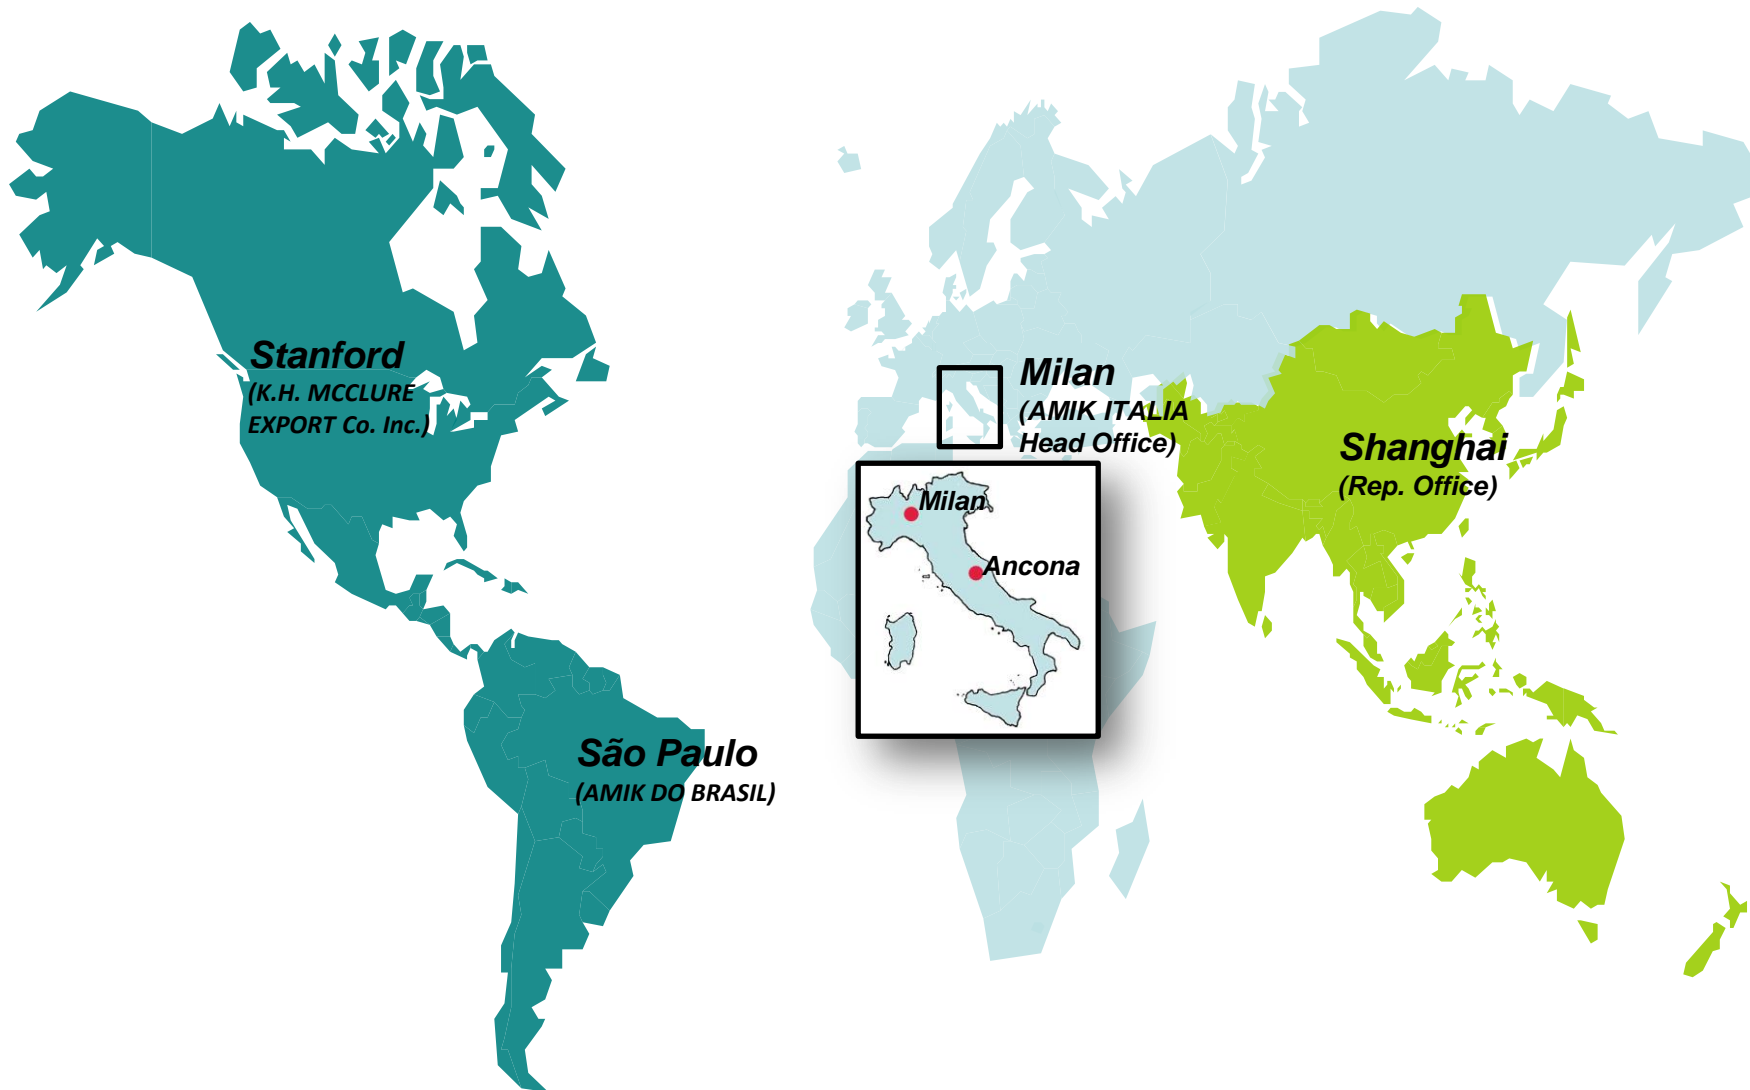 Stanford
(K.H. MCCLURE
EXPORT Co. Inc.)
Milan
(AMIK ITALIA
Head Office)
Shanghai
(Rep. Office)
Milan
Ancona
São Paulo
(AMIK DO BRASIL)